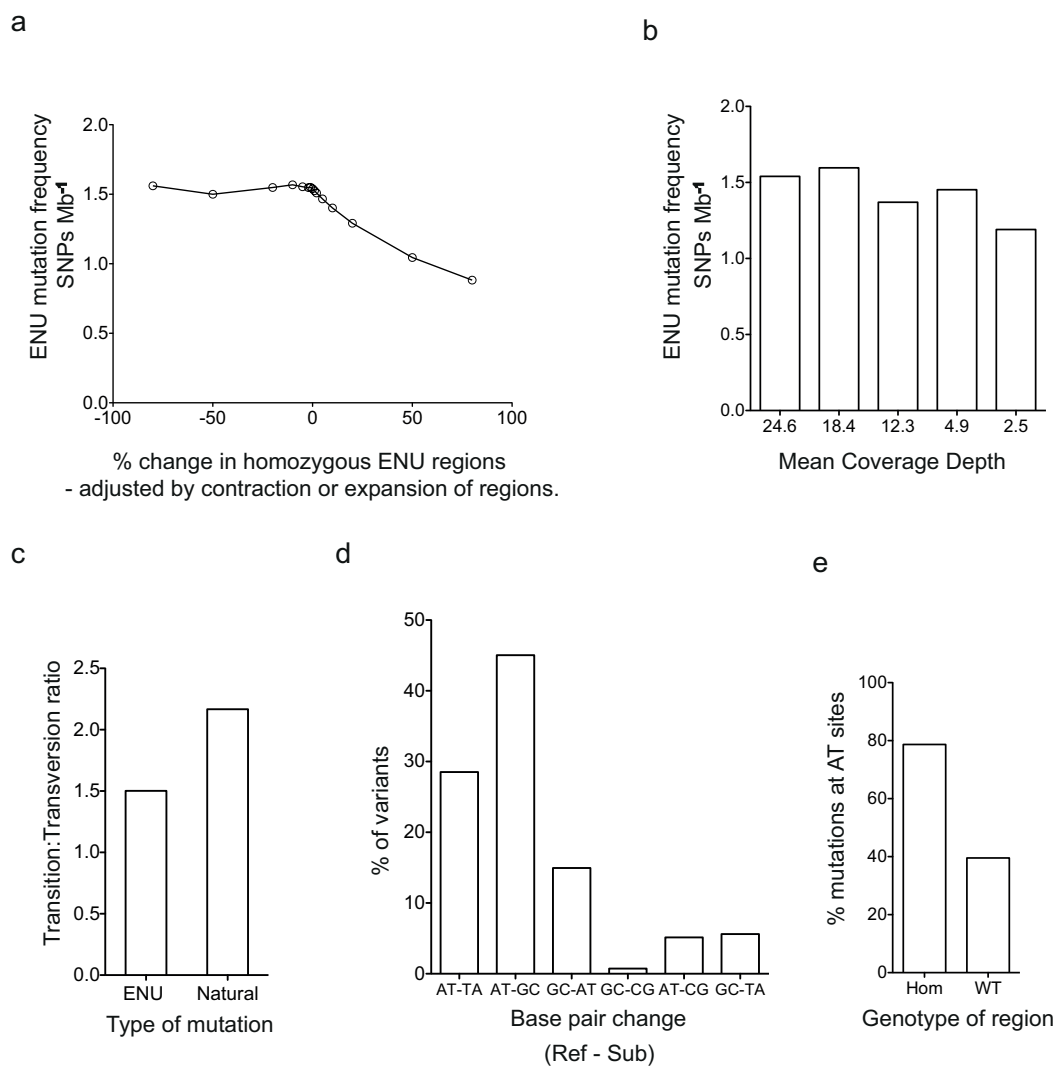 a
ENU mutation frequency
SNPs Mb-1
2.0
1.5
1.0
0.5
0.0
-100
-50
0
50
100
% change in homozygous ENU regions
- adjusted by contraction or expansion of regions.
b
ENU mutation frequency
SNPs Mb-1
2.0
1.5
1.0
0.5
0.0
24.6
18.4
12.3
4.9
2.5
Mean Coverage Depth
c
Transition:Transversion ratio
2.5
2.0
1.5
1.0
0.5
0.0
ENU
Natural
Type of mutation
d
% of variants
50
40
30
20
10
0
AT-TA
AT-GC
GC-AT
GC-CG
AT-CG
GC-TA
Base pair change
(Ref - Sub)
e
% mutations at AT sites
100
80
60
40
20
0
Hom
WT
Genotype of region